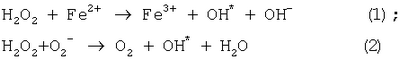 H₂O₂ + Fe²⁺ → Fe³⁺ + OH* + OH⁻ (1) ;
H₂O₂+O₂⁻ → O₂ + OH* + H₂O (2)